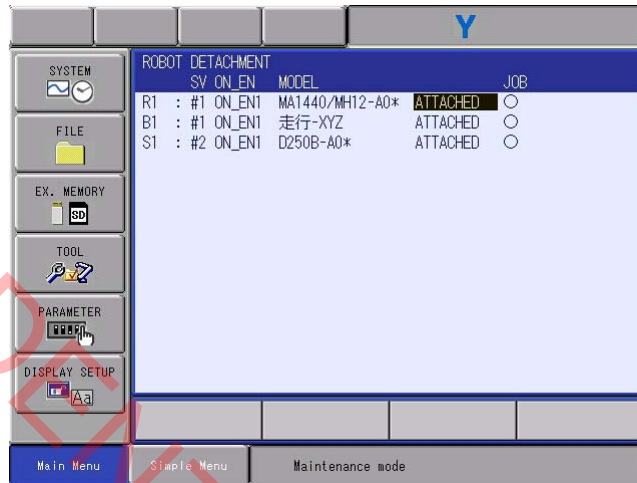 Y
SYSTEM
FILE
EX. MEMORY
SD
TOOL
PARAMETER
DISPLAY SETUP
Aa
ROBOT DETACHMENT
SV ON_EN MODEL JOB
R1 : #1 ON_EN1 MA1440/MH12-A0* ATTACHED ○
B1 : #1 ON_EN1 走行-XYZ ATTACHED ○
S1 : #2 ON_EN1 D250B-A0* ATTACHED ○
Main Menu Simple Menu Maintenance mode